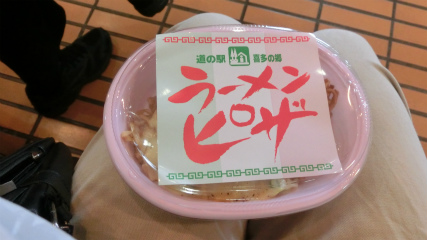 道の駅 喜多の郷
ラーメン
ピザ